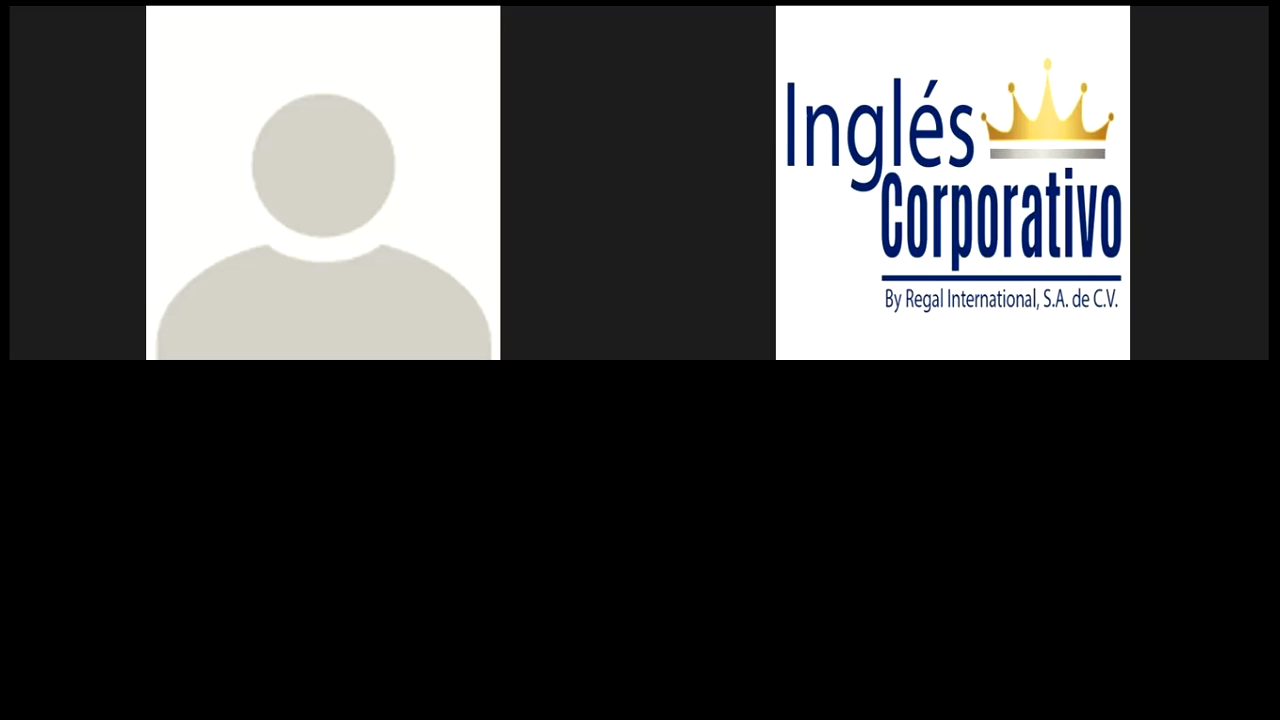 Inglés
Corporativo
By Regal International, S.A. de C.V.